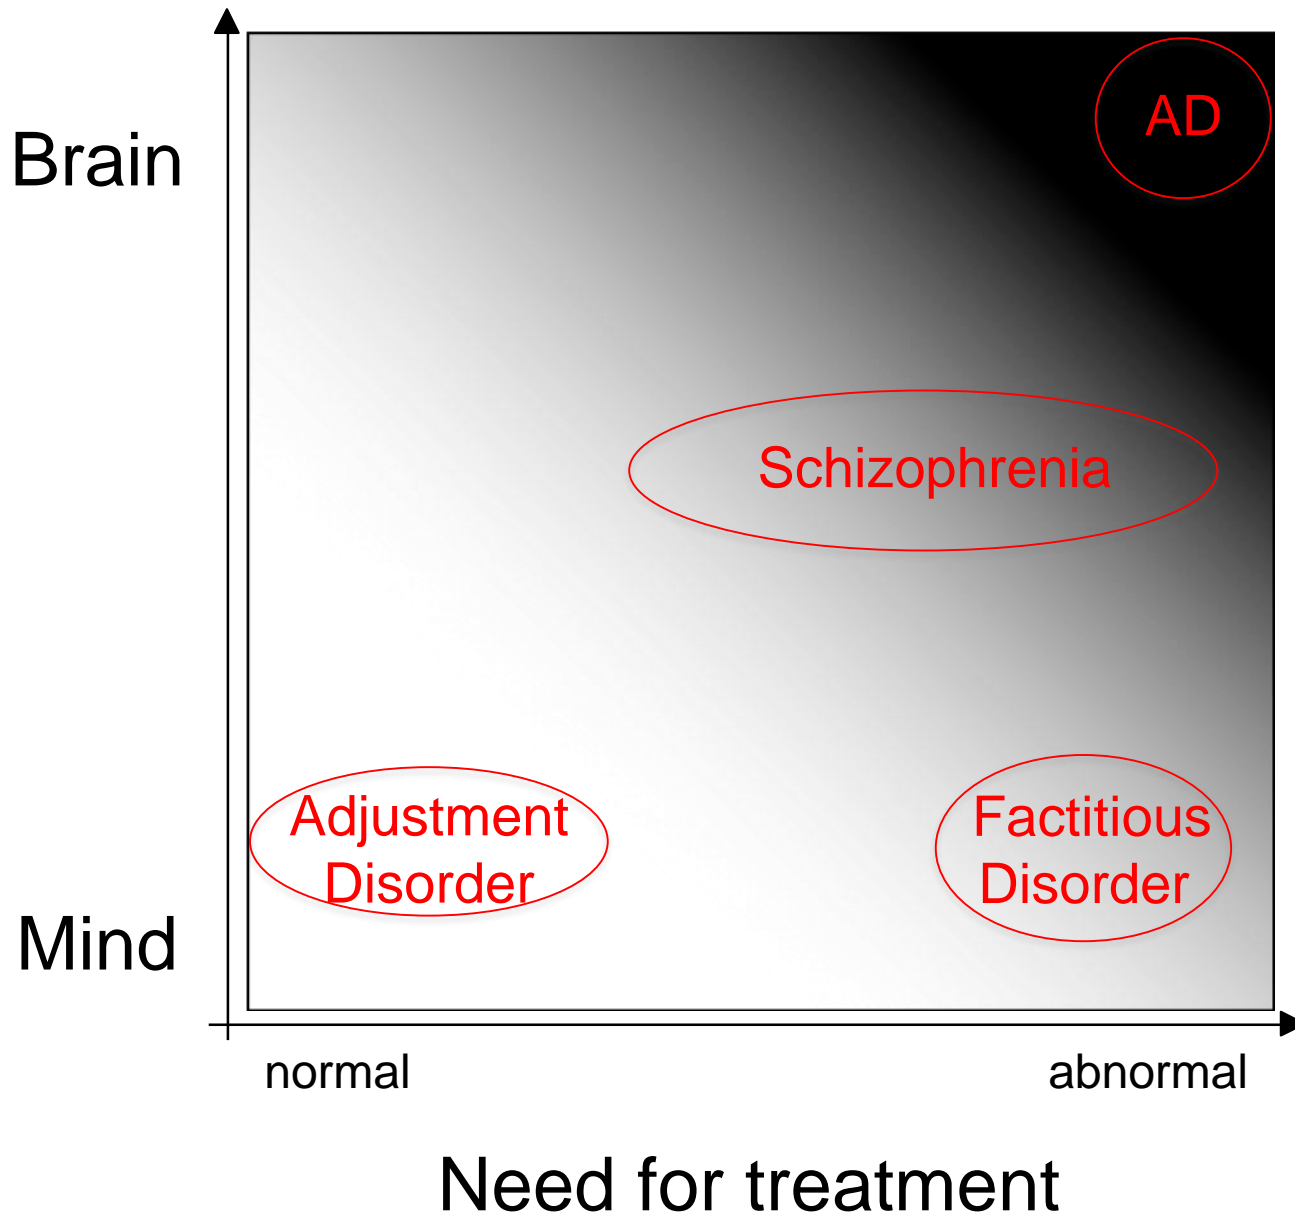 Brain
AD
Schizophrenia
Adjustment
Disorder
Factitious
Disorder
Mind
normal
abnormal
Need for treatment